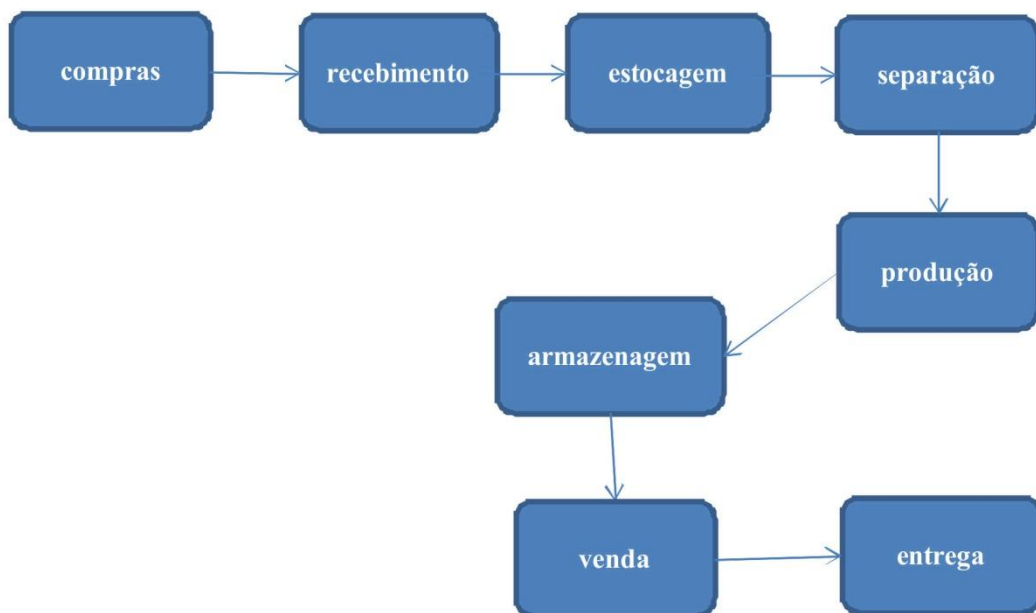 compras
recebimento
estocagem
separação
produção
armazenagem
venda
entrega